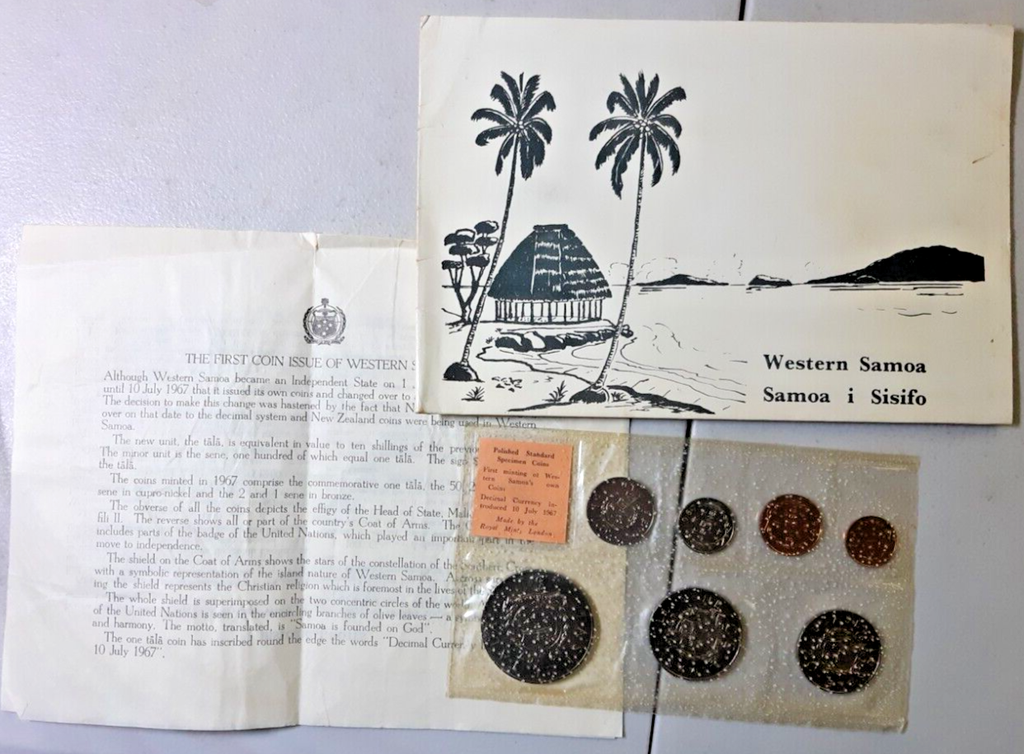 Western Samoa
Samoa i Sisifo
THE FIRST COIN ISSUE OF WESTERN S
Although Western Samoa became an Independent State on 1
until 10 July 1967 that it issued its own coins and changed over to
The decision to make this change was hastened by the fact that N
over on that date to the decimal system and New Zealand coins were being used in Western
Samoa.
The new unit, the tālā, is equivalent in value to ten shillings of the
The minor unit is the sene, one hundred of which equal one tālā. The sign
the tālā.
The coins minted in 1967 comprise the commemorative one tālā, the 50,
sene in cupro-nickel and the 2 and 1 sene in bronze.
The obverse of all the coins depicts the effigy of the Head of State,
fili II. The reverse shows all or part of the country's Coat of Arms. The
includes parts of the badge of the United Nations, which played an important part in the
move to independence.
The shield on the Coat of Arms shows the stars of the constellation of the Southern
with a symbolic representation of the island nature of Western Samoa.
ing the shield represents the Christian religion which is foremost in the lives of
The whole shield is superimposed on the two concentric circles of the
of the United Nations is seen in the encircling branches of olive leaves — a
and harmony. The motto, translated, is "Samoa is founded on God".
The one tālā coin has inscribed round the edge the words "Decimal
10 July 1967".
Polished Standard
Specimen Coins
First minting of Wes-
tern Samoa's own
Coins
Decimal Currency in-
troduced 10 July 1967
Made by the
Royal Mint, London